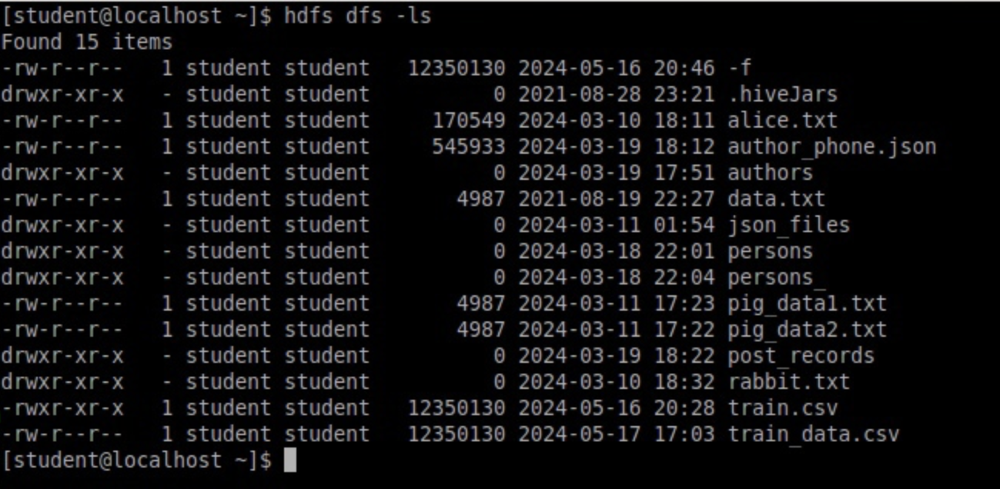 [student@localhost ~]$ hdfs dfs -ls
Found 15 items
-rw-r--r--   1 student student   12350130 2024-05-16 20:46 -f
drwxr-xr-x   - student student          0 2021-08-28 23:21 .hiveJars
-rw-r--r--   1 student student     170549 2024-03-10 18:11 alice.txt
-rw-r--r--   1 student student     545933 2024-03-19 18:12 author_phone.json
drwxr-xr-x   - student student          0 2024-03-19 17:51 authors
-rw-r--r--   1 student student       4987 2021-08-19 22:27 data.txt
drwxr-xr-x   - student student          0 2024-03-11 01:54 json_files
drwxr-xr-x   - student student          0 2024-03-18 22:01 persons
drwxr-xr-x   - student student          0 2024-03-18 22:04 persons_
-rw-r--r--   1 student student       4987 2024-03-11 17:23 pig_data1.txt
-rw-r--r--   1 student student       4987 2024-03-11 17:22 pig_data2.txt
drwxr-xr-x   - student student          0 2024-03-19 18:22 post_records
drwxr-xr-x   - student student          0 2024-03-10 18:32 rabbit.txt
-rwxr-xr-x   1 student student   12350130 2024-05-16 20:28 train.csv
-rw-r--r--   1 student student   12350130 2024-05-17 17:03 train_data.csv
[student@localhost ~]$